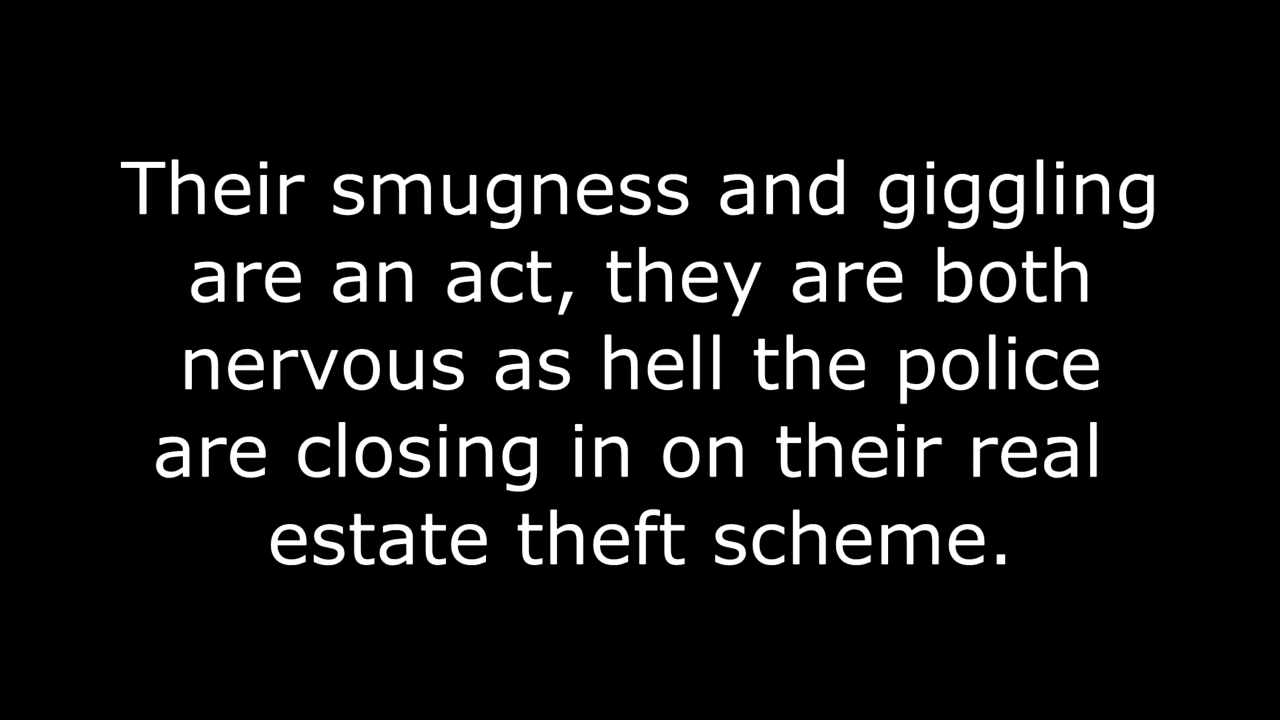 Their smugness and giggling
are an act, they are both
nervous as hell the police
are closing in on their real
estate theft scheme.